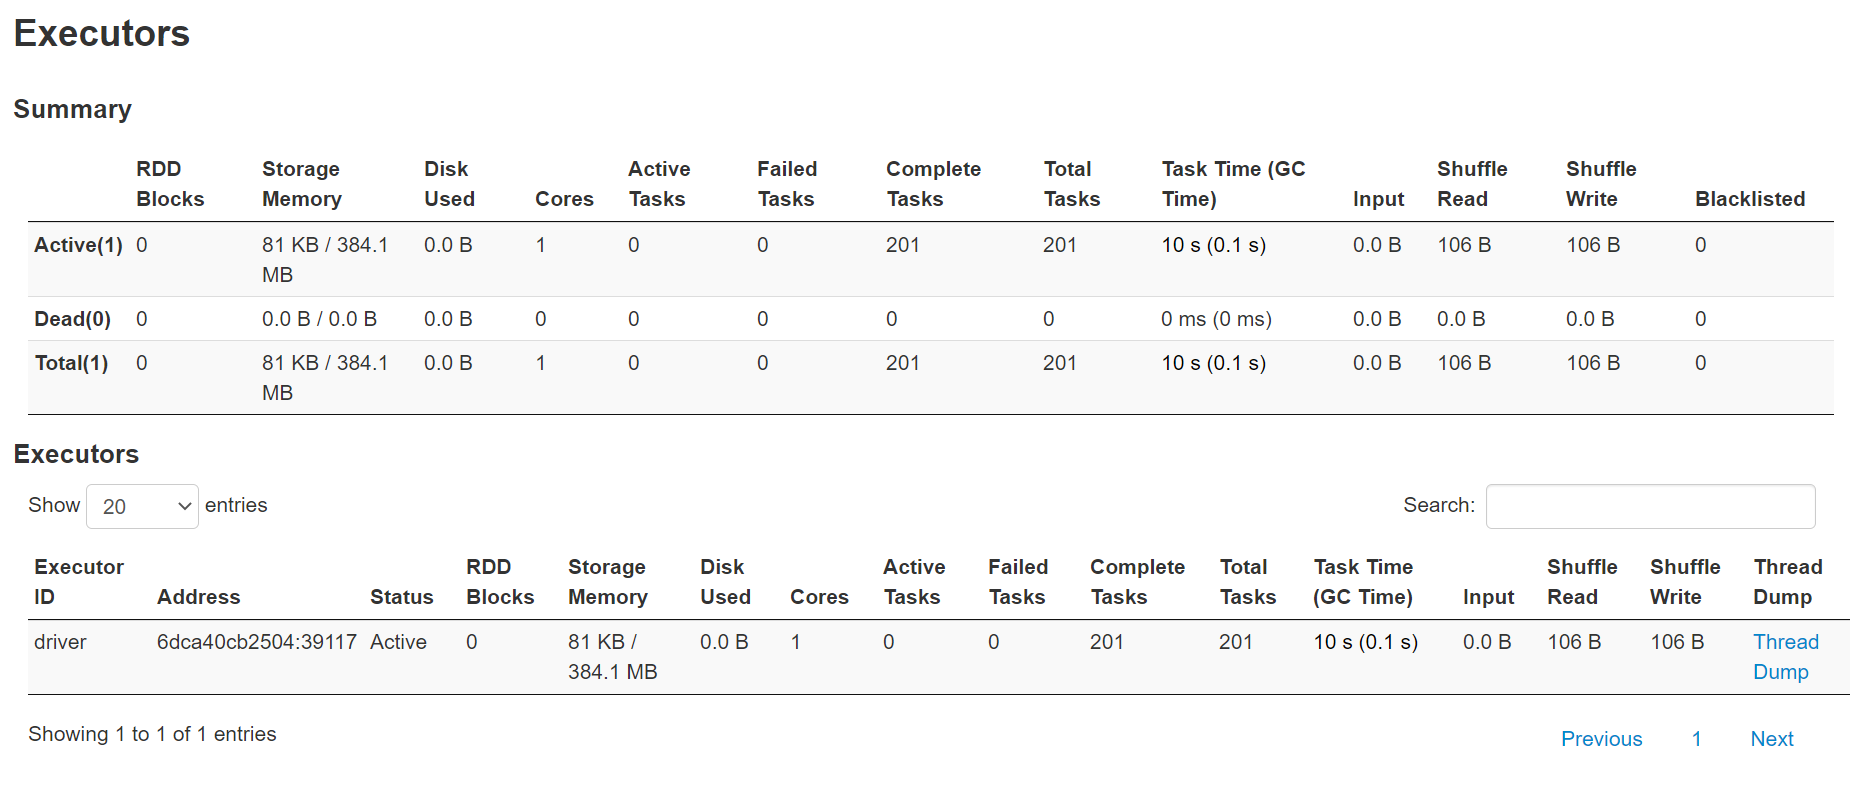 Executors
Summary
RDD Blocks Storage Memory Disk Used Cores Active Tasks Failed Tasks Complete Tasks Total Tasks Task Time (GC Time) Input Shuffle Read Shuffle Write Blacklisted
Active(1) 0 81 KB / 384.1 MB 0.0 B 1 0 0 201 201 10 s (0.1 s) 0.0 B 106 B 106 B 0
Dead(0) 0 0.0 B / 0.0 B 0.0 B 0 0 0 0 0 0 ms (0 ms) 0.0 B 0.0 B 0.0 B 0
Total(1) 0 81 KB / 384.1 MB 0.0 B 1 0 0 201 201 10 s (0.1 s) 0.0 B 106 B 106 B 0
Executors
Show 20 entries Search:
Executor ID Address Status RDD Blocks Storage Memory Disk Used Cores Active Tasks Failed Tasks Complete Tasks Total Tasks Task Time (GC Time) Input Shuffle Read Shuffle Write Thread Dump
driver 6dca40cb2504:39117 Active 0 81 KB / 384.1 MB 0.0 B 1 0 0 201 201 10 s (0.1 s) 0.0 B 106 B 106 B Thread Dump
Showing 1 to 1 of 1 entries
Previous 1 Next